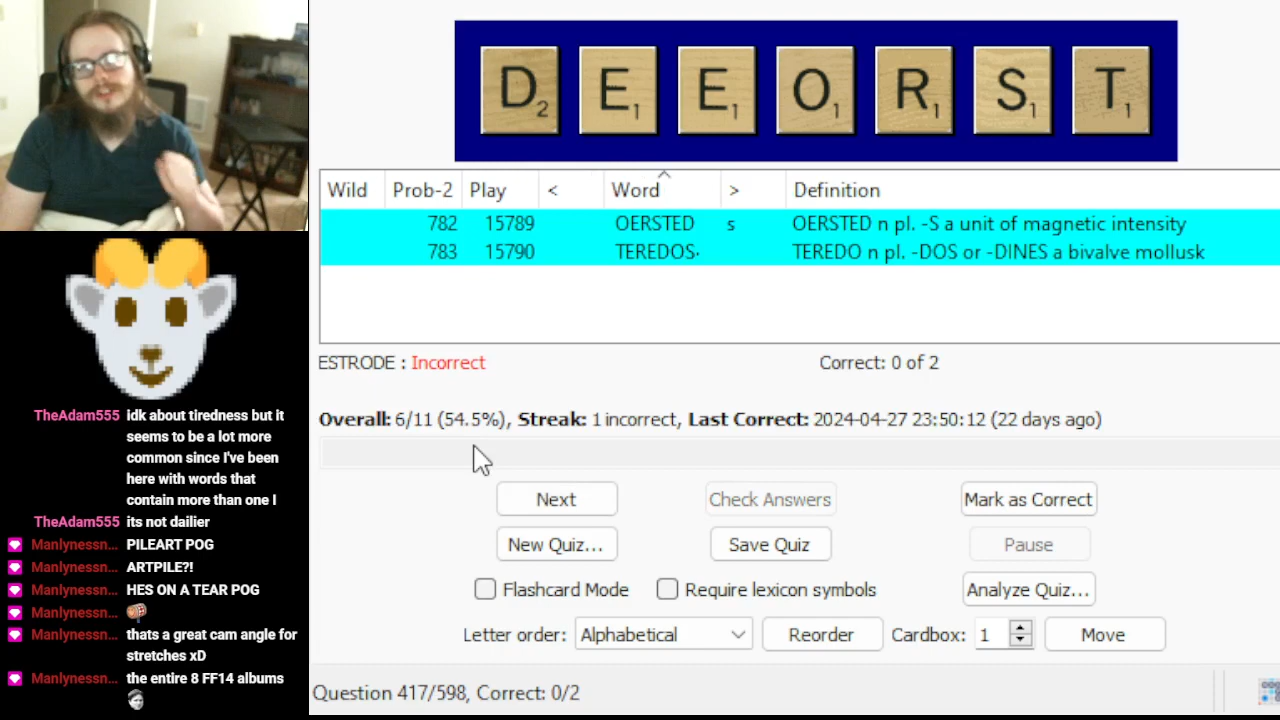 D2 E1 E1 O1 R1 S1 T1
Wild Prob-2 Play < Word > Definition
782 15789 OERSTED s OERSTED n pl. -S a unit of magnetic intensity
783 15790 TEREDOS· TEREDO n pl. -DOS or -DINES a bivalve mollusk
ESTRODE : Incorrect Correct: 0 of 2
Overall: 6/11 (54.5%), Streak: 1 incorrect, Last Correct: 2024-04-27 23:50:12 (22 days ago)
Next Check Answers Mark as Correct
New Quiz... Save Quiz Pause
Flashcard Mode Require lexicon symbols Analyze Quiz...
Letter order: Alphabetical Reorder Cardbox: 1 Move
Question 417/598, Correct: 0/2
TheAdam555 idk about tiredness but it
seems to be a lot more
common since I've been
here with words that
contain more than one I
TheAdam555 its not dailier
Manlynessn... PILEART POG
Manlynessn... ARTPILE?!
Manlynessn... HES ON A TEAR POG
Manlynessn...
Manlynessn... thats a great cam angle for
stretches xD
Manlynessn... the entire 8 FF14 albums